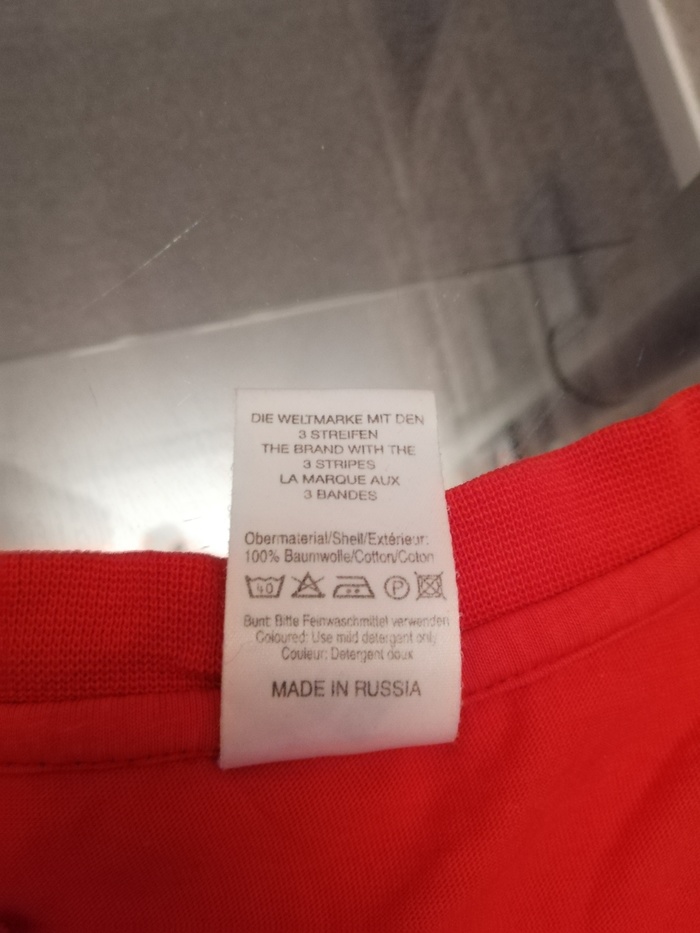 DIE WELTMARKE MIT DEN
3 STREIFEN
THE BRAND WITH THE
3 STRIPES
LA MARQUE AUX
3 BANDES
Obermaterial/Shell/Extérieur:
100% Baumwolle/Cotton/Coton
40 P
Bunt: Bitte Feinwaschmittel verwenden
Coloured: Use mild detergent only
Couleur: Detergent doux
MADE IN RUSSIA